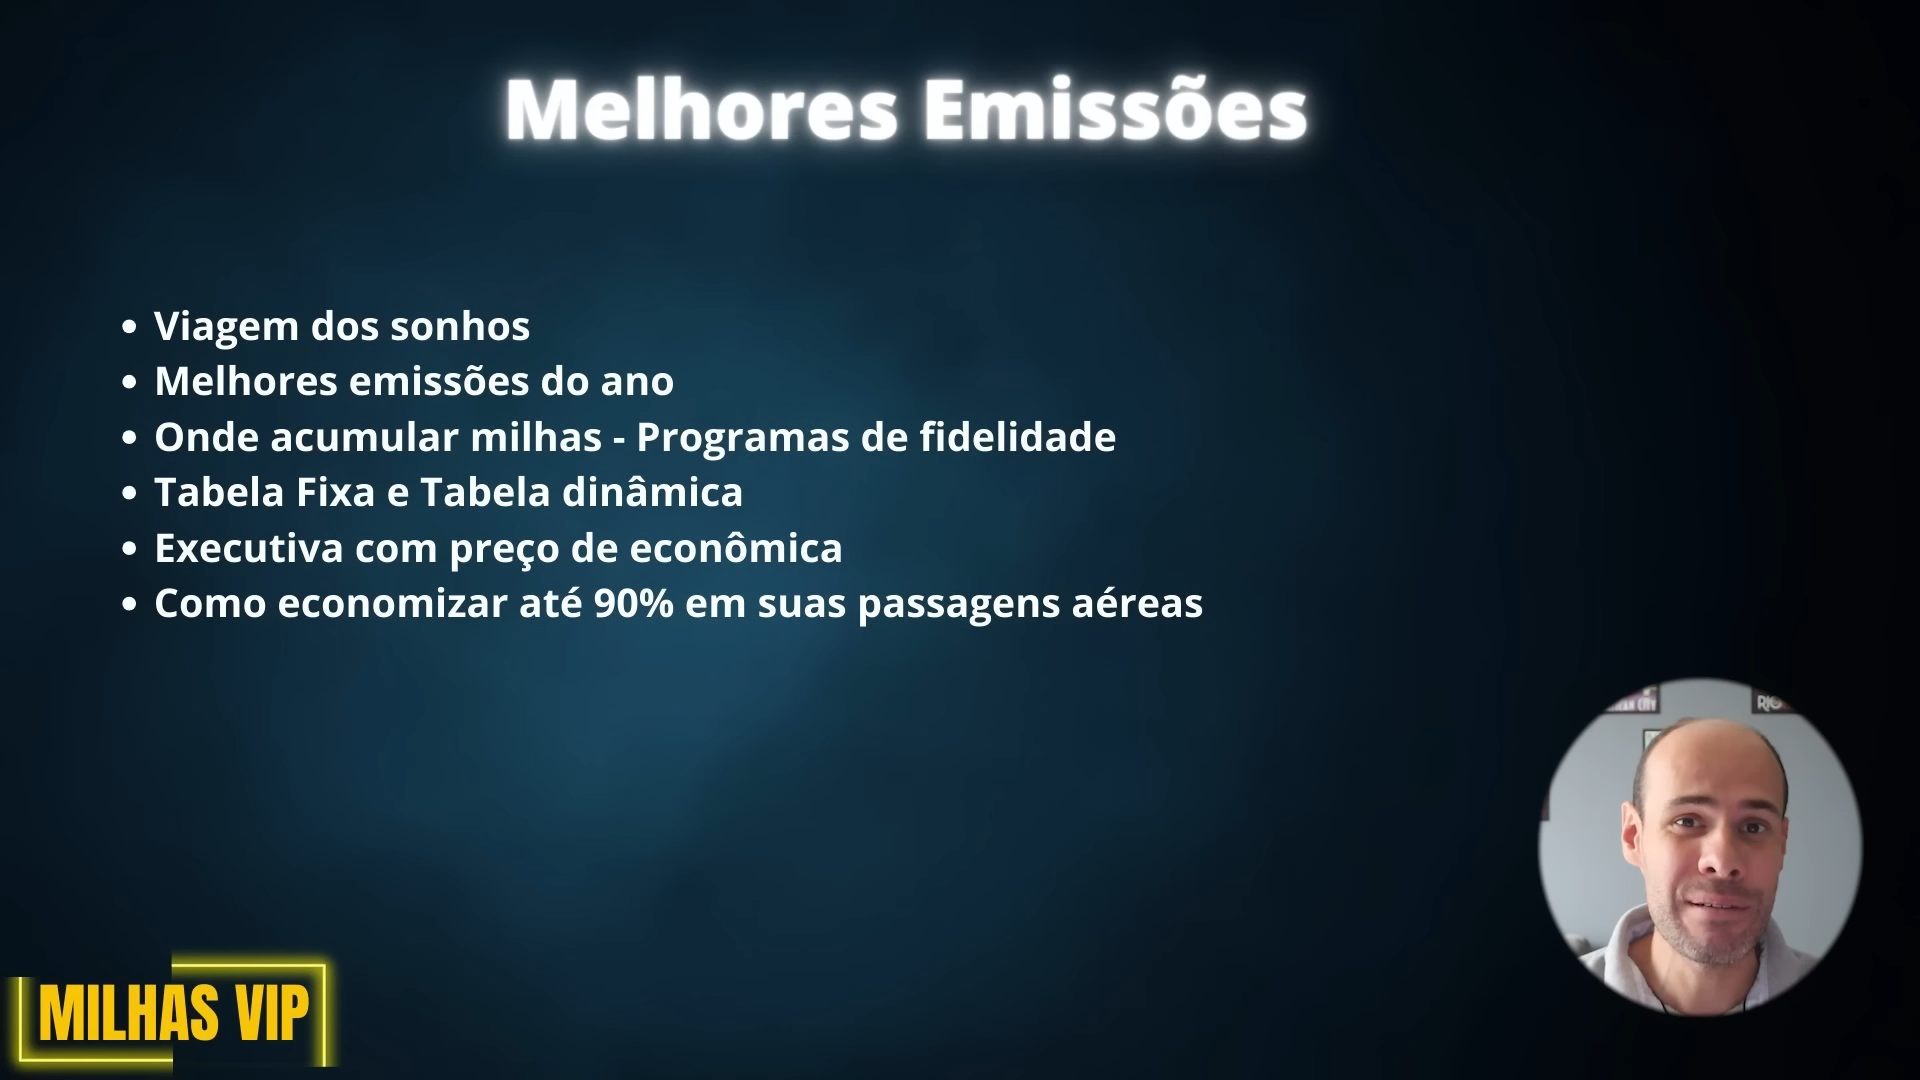 Melhores Emissões
• Viagem dos sonhos
• Melhores emissões do ano
• Onde acumular milhas - Programas de fidelidade
• Tabela Fixa e Tabela dinâmica
• Executiva com preço de econômica
• Como economizar até 90% em suas passagens aéreas
RIO
MILHAS VIP